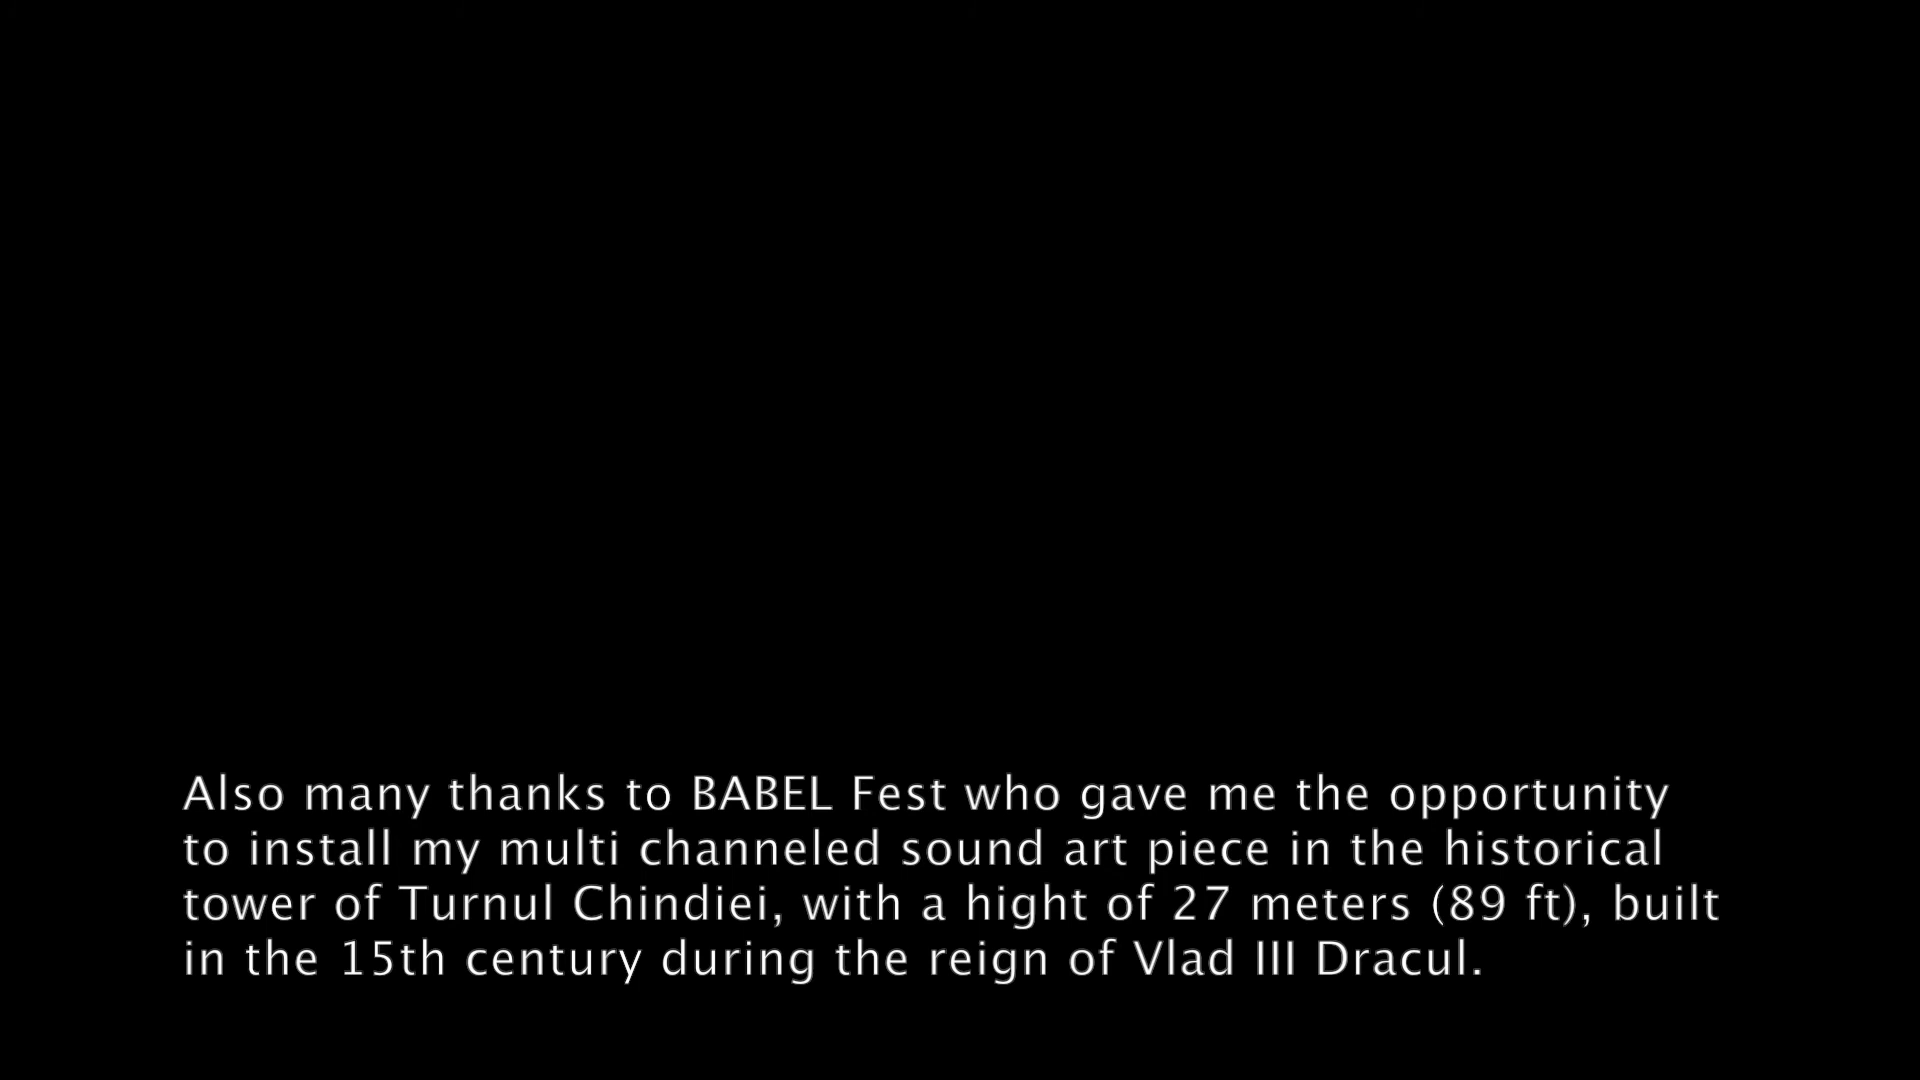 Also many thanks to BABEL Fest who gave me the opportunity
to install my multi channeled sound art piece in the historical
tower of Turnul Chindiei, with a hight of 27 meters (89 ft), built
in the 15th century during the reign of Vlad III Dracul.